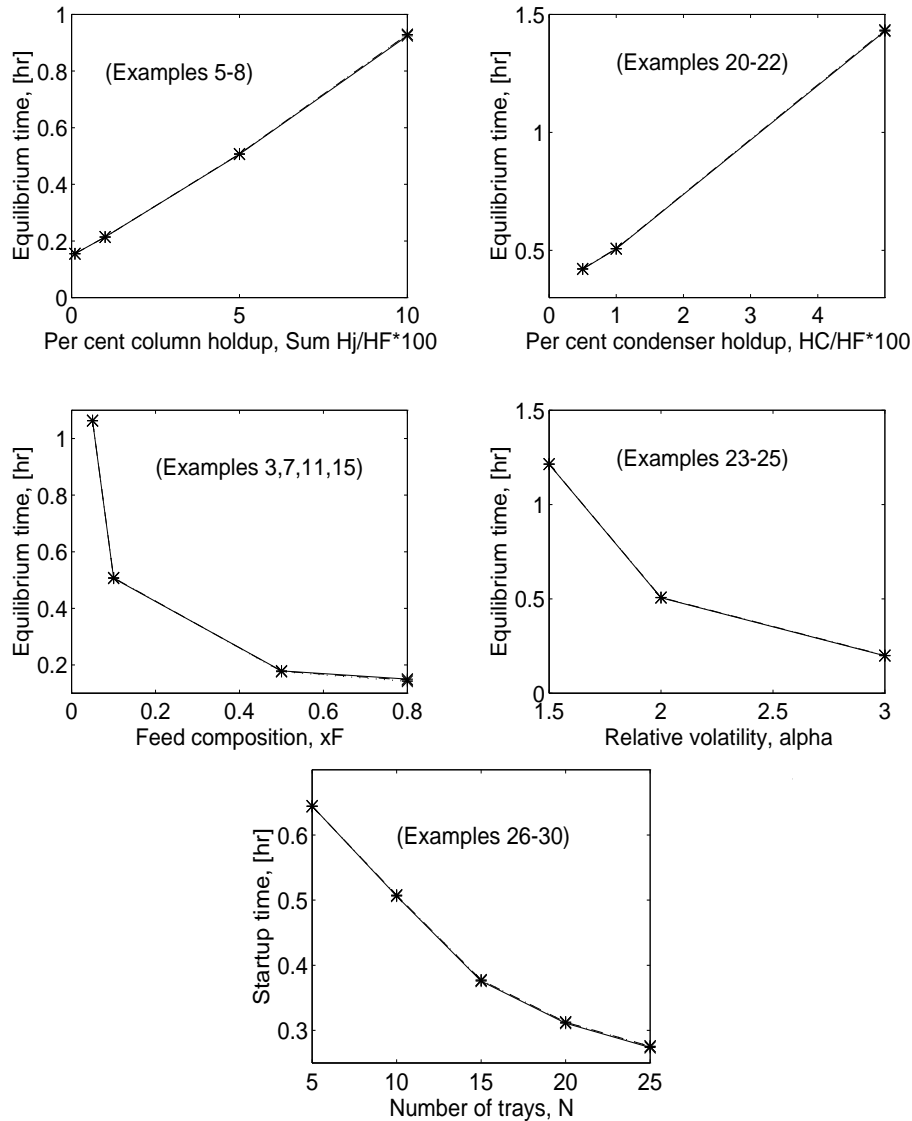 1
0.8
0.6
0.4
0.2
0
0
5
10
Equilibrium time, [hr]
(Examples 5-8)
Per cent column holdup, Sum Hj/HF*100
1.5
1
0.5
0
1
2
3
4
Equilibrium time, [hr]
(Examples 20-22)
Per cent condenser holdup, HC/HF*100
1
0.8
0.6
0.4
0.2
0
0.2
0.4
0.6
0.8
Equilibrium time, [hr]
(Examples 3,7,11,15)
Feed composition, xF
1.5
1
0.5
0
1.5
2
2.5
3
Equilibrium time, [hr]
(Examples 23-25)
Relative volatility, alpha
0.6
0.5
0.4
0.3
5
10
15
20
25
Startup time, [hr]
(Examples 26-30)
Number of trays, N